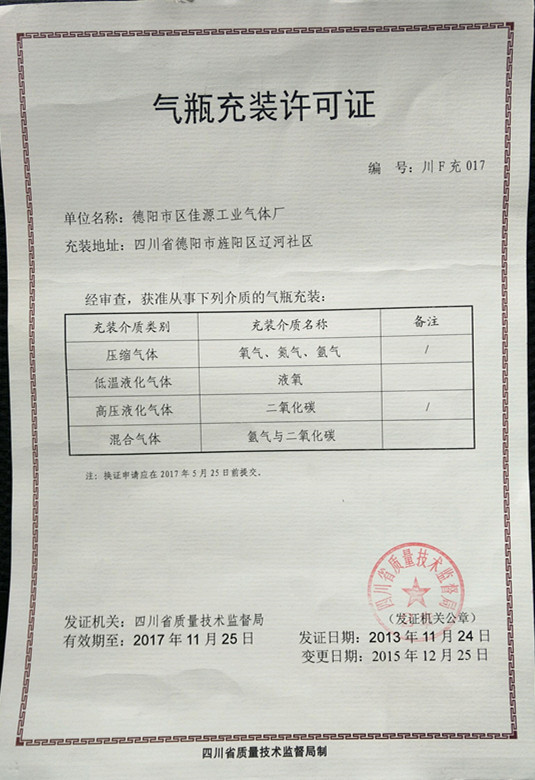 气瓶充装许可证
编 号：川F充017
单位名称：德阳市区佳源工业气体厂
充装地址：四川省德阳市旌阳区辽河社区
经审查，获准从事下列介质的气瓶充装：
充装介质类别 充装介质名称 备注
压缩气体 氧气、氮气、氩气 /
低温液化气体 液氧
高压液化气体 二氧化碳 /
混合气体 氩气与二氧化碳
注：换证申请应在2017年5月25日前提交。
四川省质量技术监督局
发证机关：四川省质量技术监督局 （发证机关公章）
有效期至：2017年11月25日 发证日期：2013年11月24日
变更日期：2015年12月25日
四川省质量技术监督局制